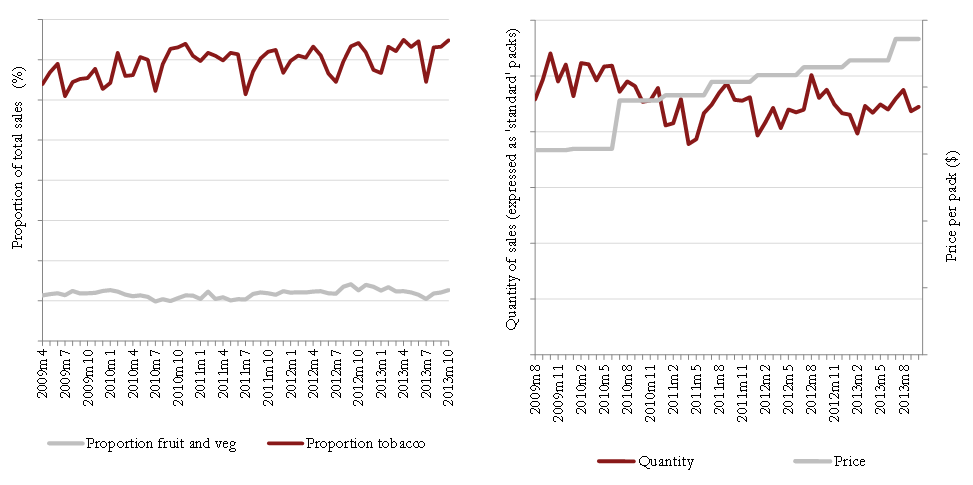 Proportion of total sales (%)
2009m4
2009m7
2009m10
2010m1
2010m4
2010m7
2010m10
2011m1
2011m4
2011m7
2011m10
2012m1
2012m4
2012m7
2012m10
2013m1
2013m4
2013m7
2013m10
Proportion fruit and veg
Proportion tobacco
Quantity of sales (expressed as 'standard' packs)
Price per pack ($)
2009m8
2009m11
2010m2
2010m5
2010m8
2010m11
2011m2
2011m5
2011m8
2011m11
2012m2
2012m5
2012m8
2012m11
2013m2
2013m5
2013m8
Quantity
Price